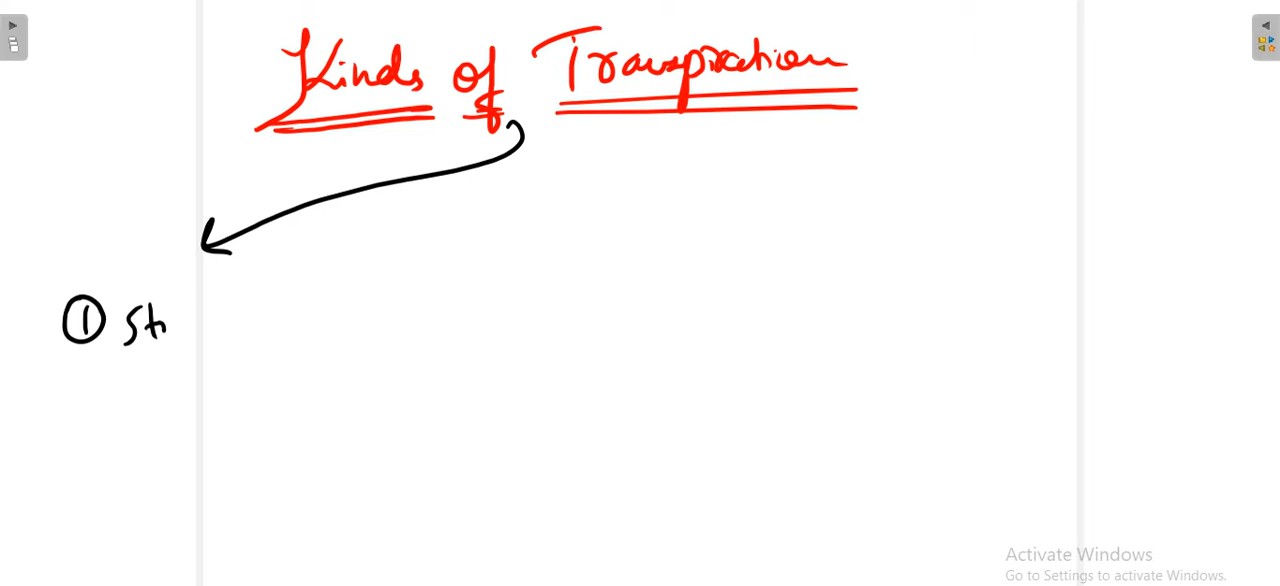 Kinds of Transpiration
① St
Activate Windows
Go to Settings to activate Windows.